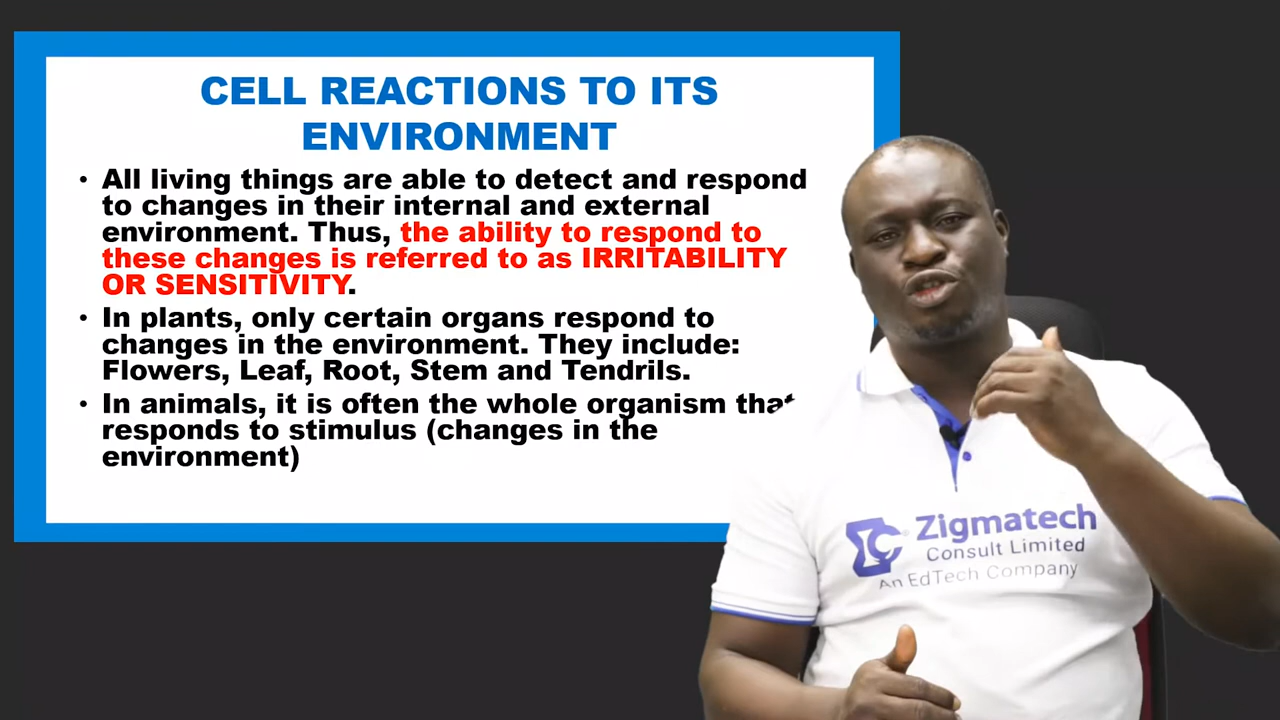 CELL REACTIONS TO ITS
ENVIRONMENT
• All living things are able to detect and respond
to changes in their internal and external
environment. Thus, the ability to respond to
these changes is referred to as IRRITABILITY
OR SENSITIVITY.
• In plants, only certain organs respond to
changes in the environment. They include:
Flowers, Leaf, Root, Stem and Tendrils.
• In animals, it is often the whole organism that
responds to stimulus (changes in the
environment)
Zigmatech
Consult Limited
An EdTech Company